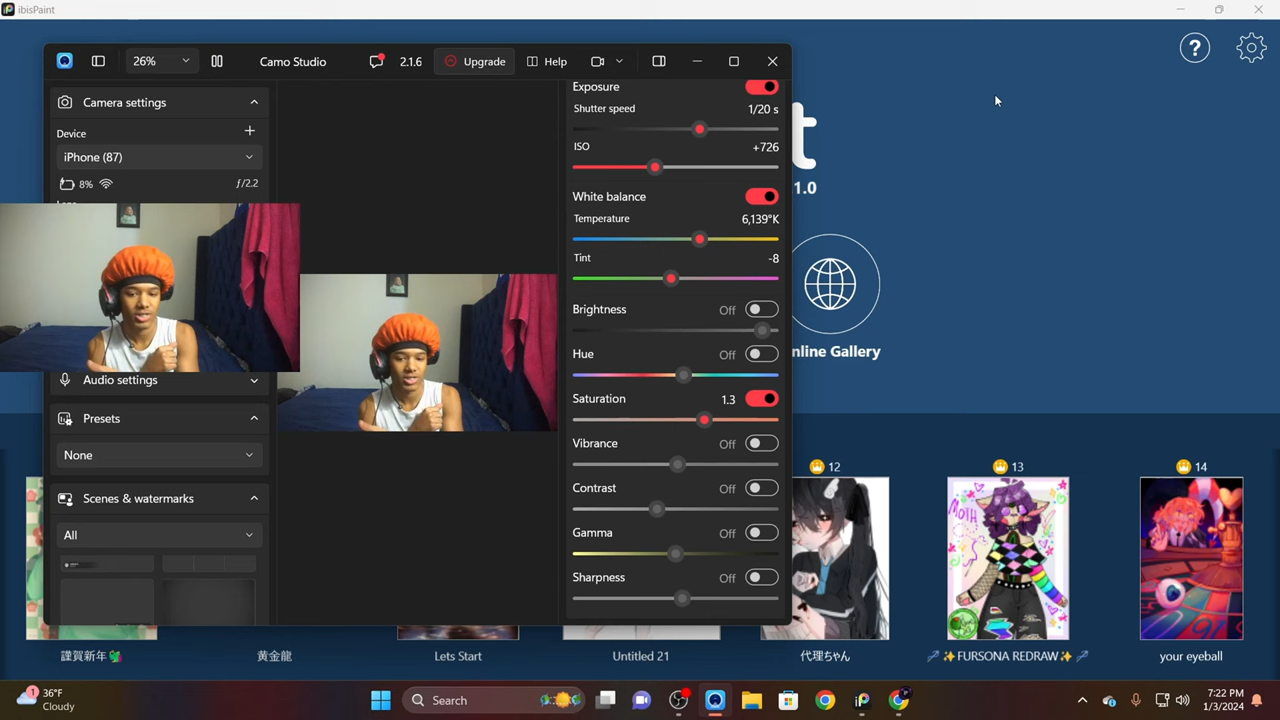 ibisPaint
26%
Camo Studio
2.1.6
Upgrade
Help
Camera settings
Device
iPhone (87)
8%
f/2.2
Audio settings
Presets
None
Scenes & watermarks
All
Exposure
Shutter speed 1/20 s
ISO +726
White balance
Temperature 6,139°K
Tint -8
Brightness Off
Hue Off
Saturation 1.3
Vibrance Off
Contrast Off
Gamma Off
Sharpness Off
?
t
1.0
nline Gallery
12
13
14
MOTH
謹賀新年🐉
黄金龍
Lets Start
Untitled 21
代理ちゃん
✨FURSONA REDRAW✨
your eyeball
1
36°F
Cloudy
Search
7:22 PM
1/3/2024